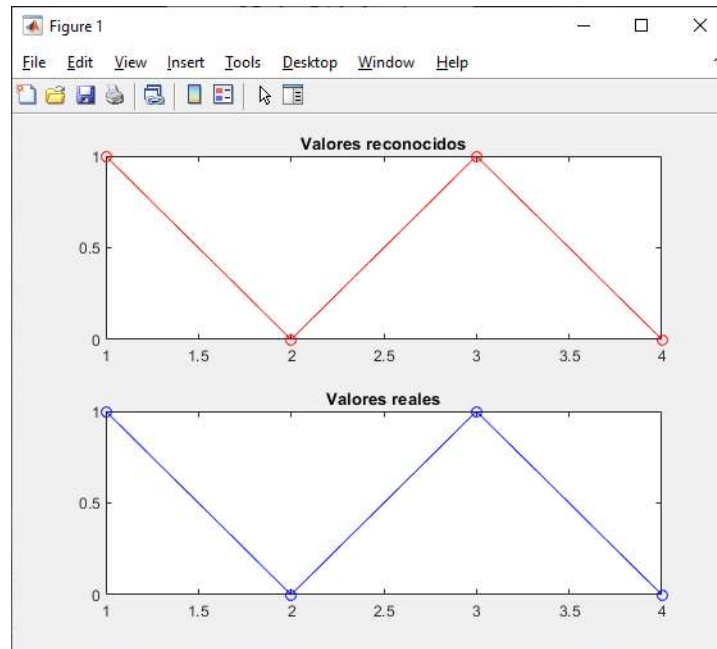 Figure 1
File Edit View Insert Tools Desktop Window Help
Valores reconocidos
1
0.5
0
1 1.5 2 2.5 3 3.5 4
Valores reales
1
0.5
0
1 1.5 2 2.5 3 3.5 4